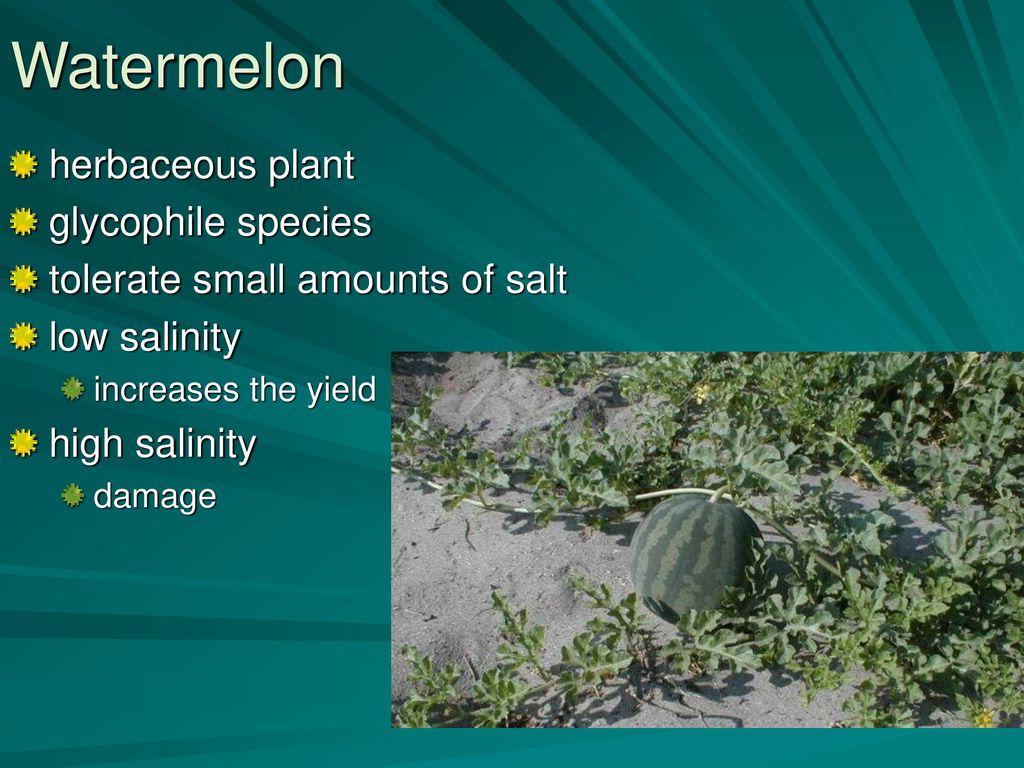 Watermelon
herbaceous plant
glycophile species
tolerate small amounts of salt
low salinity
increases the yield
high salinity
damage